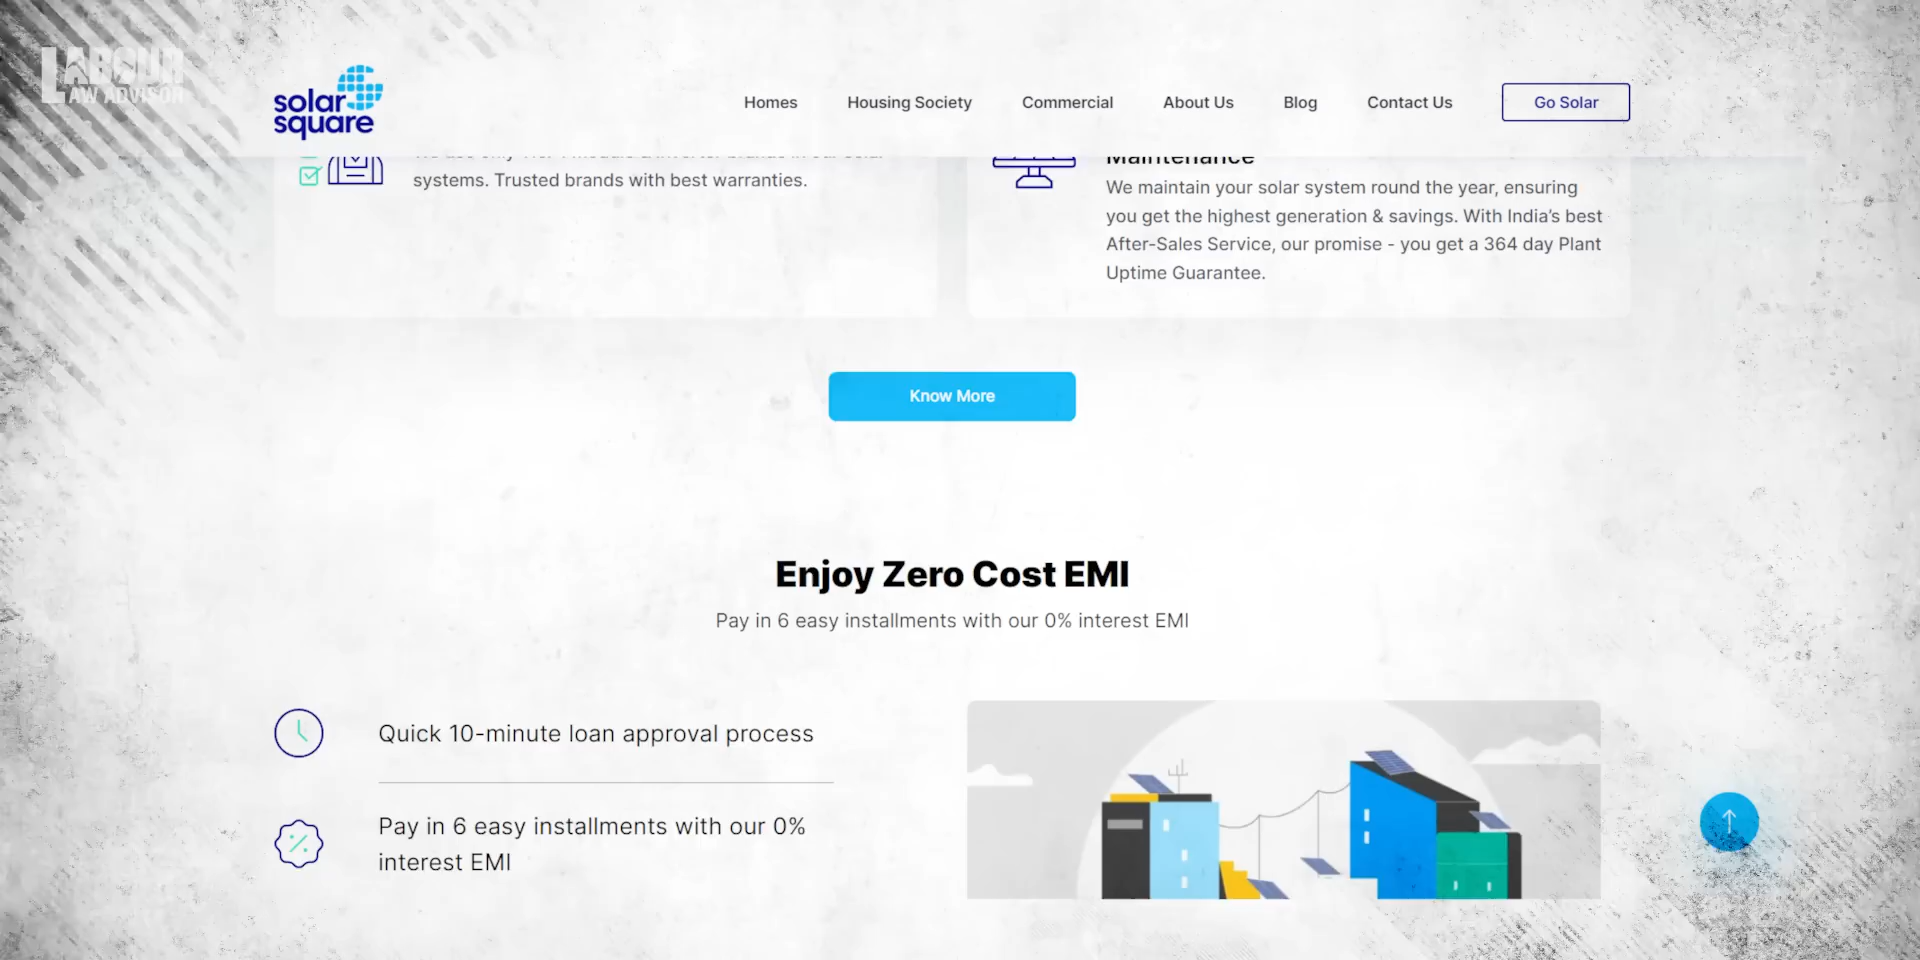 LABOUR
LAW ADVISOR
solar
square
Homes
Housing Society
Commercial
About Us
Blog
Contact Us
Go Solar
systems. Trusted brands with best warranties.
Maintenance
We maintain your solar system round the year, ensuring
you get the highest generation & savings. With India's best
After-Sales Service, our promise - you get a 364 day Plant
Uptime Guarantee.
Know More
Enjoy Zero Cost EMI
Pay in 6 easy installments with our 0% interest EMI
Quick 10-minute loan approval process
Pay in 6 easy installments with our 0%
interest EMI